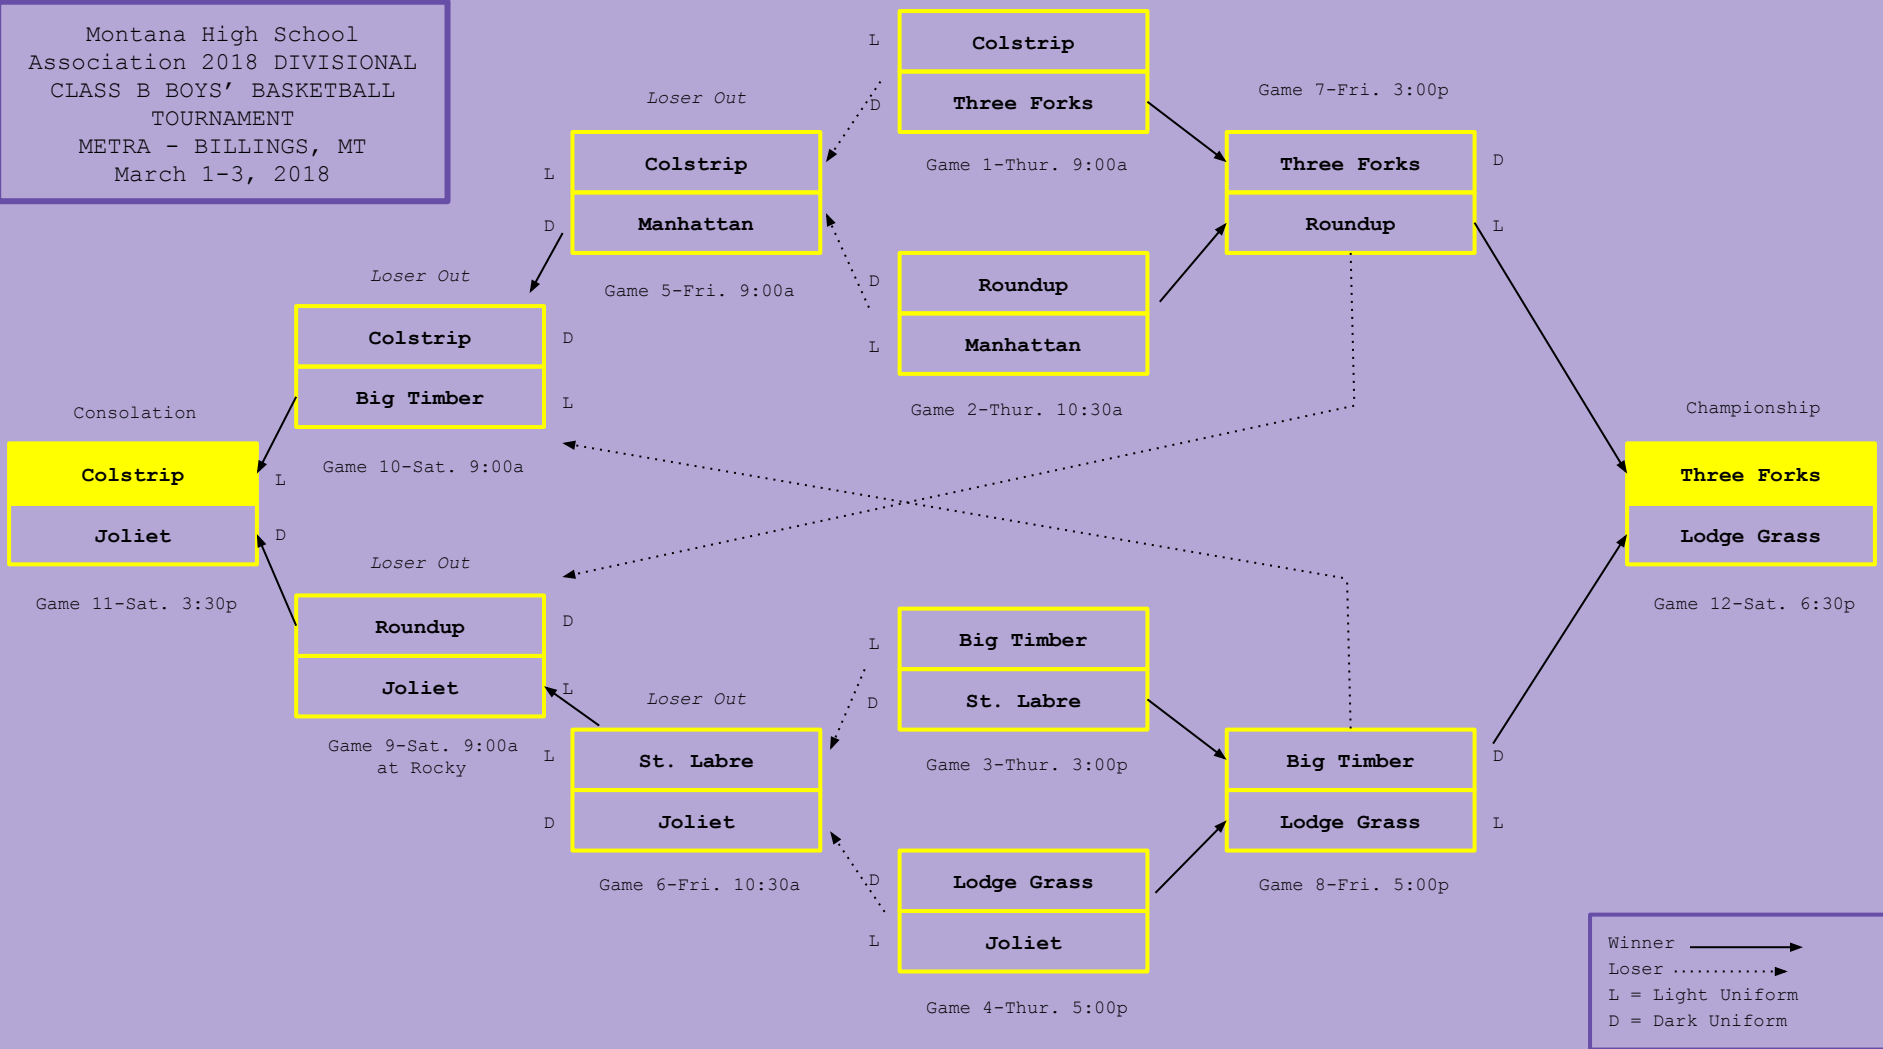 Montana High School
Association 2018 DIVISIONAL
CLASS B BOYS’ BASKETBALL
TOURNAMENT
METRA - BILLINGS, MT
March 1-3, 2018
Consolation
Colstrip
L
Joliet
D
Game 11-Sat. 3:30p
Loser Out
Colstrip
D
Big Timber
L
Game 10-Sat. 9:00a
Loser Out
Roundup
D
Joliet
L
Game 9-Sat. 9:00a
at Rocky
Loser Out
L
Colstrip
D
Manhattan
Game 5-Fri. 9:00a
Loser Out
L
St. Labre
D
Joliet
Game 6-Fri. 10:30a
L
Colstrip
D
Three Forks
Game 1-Thur. 9:00a
D
Roundup
L
Manhattan
Game 2-Thur. 10:30a
L
Big Timber
D
St. Labre
Game 3-Thur. 3:00p
D
Lodge Grass
L
Joliet
Game 4-Thur. 5:00p
Game 7-Fri. 3:00p
Three Forks
D
Roundup
L
Big Timber
D
Lodge Grass
L
Game 8-Fri. 5:00p
Championship
Three Forks
Lodge Grass
Game 12-Sat. 6:30p
Winner
Loser
L = Light Uniform
D = Dark Uniform